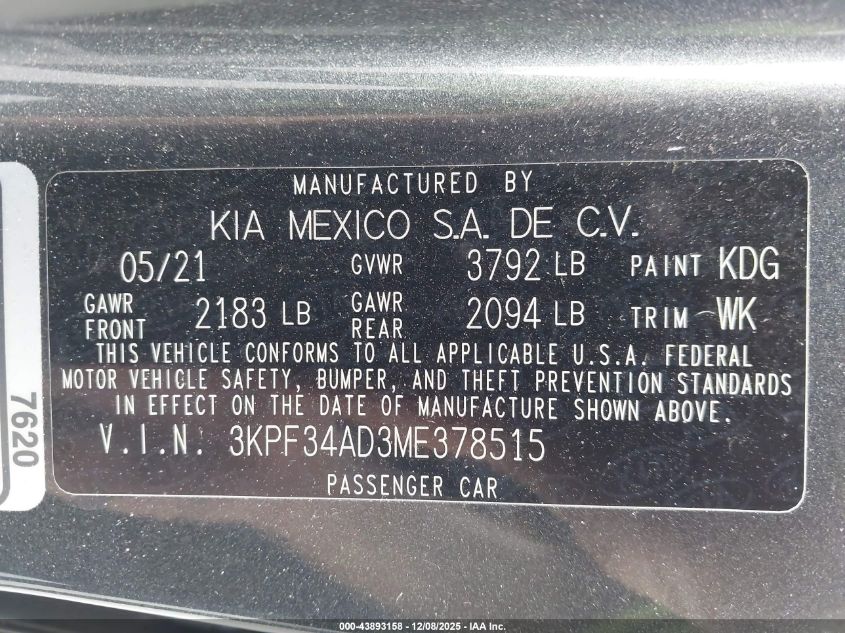 MANUFACTURED BY
KIA MEXICO S.A. DE C.V.
05/21 GVWR 3792 LB PAINT KDG
GAWR FRONT 2183 LB GAWR REAR 2094 LB TRIM WK
THIS VEHICLE CONFORMS TO ALL APPLICABLE U.S.A. FEDERAL
MOTOR VEHICLE SAFETY, BUMPER, AND THEFT PREVENTION STANDARDS
IN EFFECT ON THE DATE OF MANUFACTURE SHOWN ABOVE.
V.I.N. 3KPF34AD3ME378515
PASSENGER CAR
7620
000-43893158 - 12/08/2025 - IAA Inc.